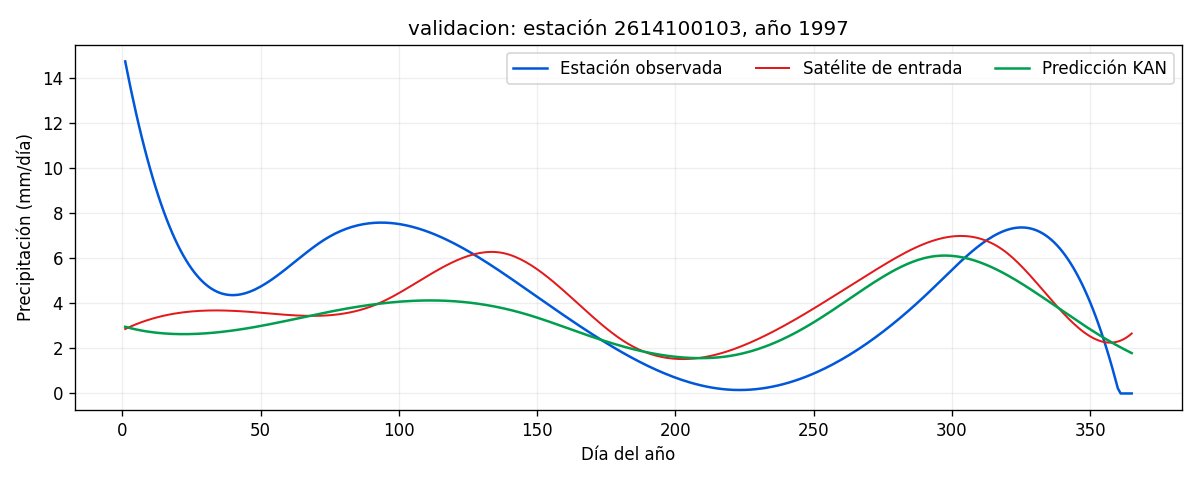 validacion: estación 2614100103, año 1997
Estación observada
Satélite de entrada
Predicción KAN
Precipitación (mm/día)
14
12
10
8
6
4
2
0
0
50
100
150
200
250
300
350
Día del año